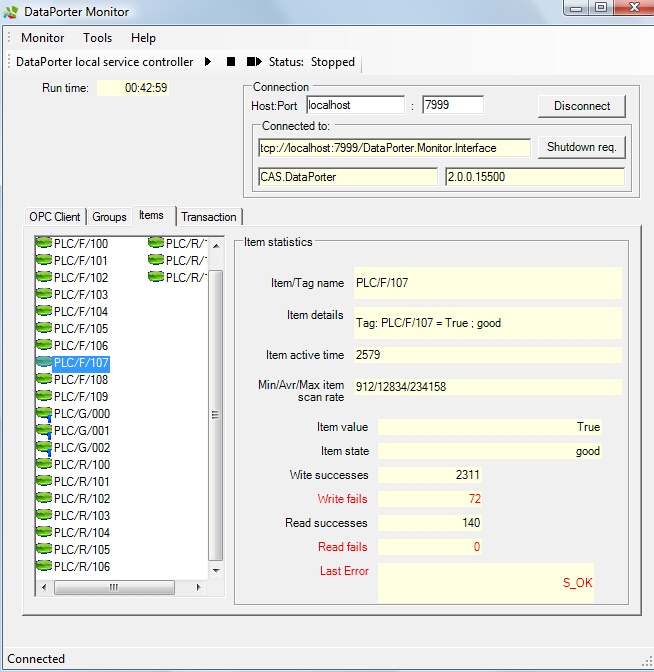 DataPorter Monitor
Monitor Tools Help
DataPorter local service controller Status: Stopped
Run time: 00:42:59
Connection
Host:Port localhost : 7999 Disconnect
Connected to:
tcp://localhost:7999/DataPorter.Monitor.Interface Shutdown req.
CAS.DataPorter 2.0.0.15500
OPC Client Groups Items Transaction
PLC/F/100
PLC/F/101
PLC/F/102
PLC/F/103
PLC/F/104
PLC/F/105
PLC/F/106
PLC/F/107
PLC/F/108
PLC/F/109
PLC/G/000
PLC/G/001
PLC/G/002
PLC/R/100
PLC/R/101
PLC/R/102
PLC/R/103
PLC/R/104
PLC/R/105
PLC/R/106
PLC/R/
PLC/R/
PLC/R/
Item statistics
Item/Tag name PLC/F/107
Item details Tag: PLC/F/107 = True ; good
Item active time 2579
Min/Avr/Max item
scan rate 912/12834/234158
Item value True
Item state good
Wite successes 2311
Write fails 72
Read successes 140
Read fails 0
Last Error S_OK
Connected